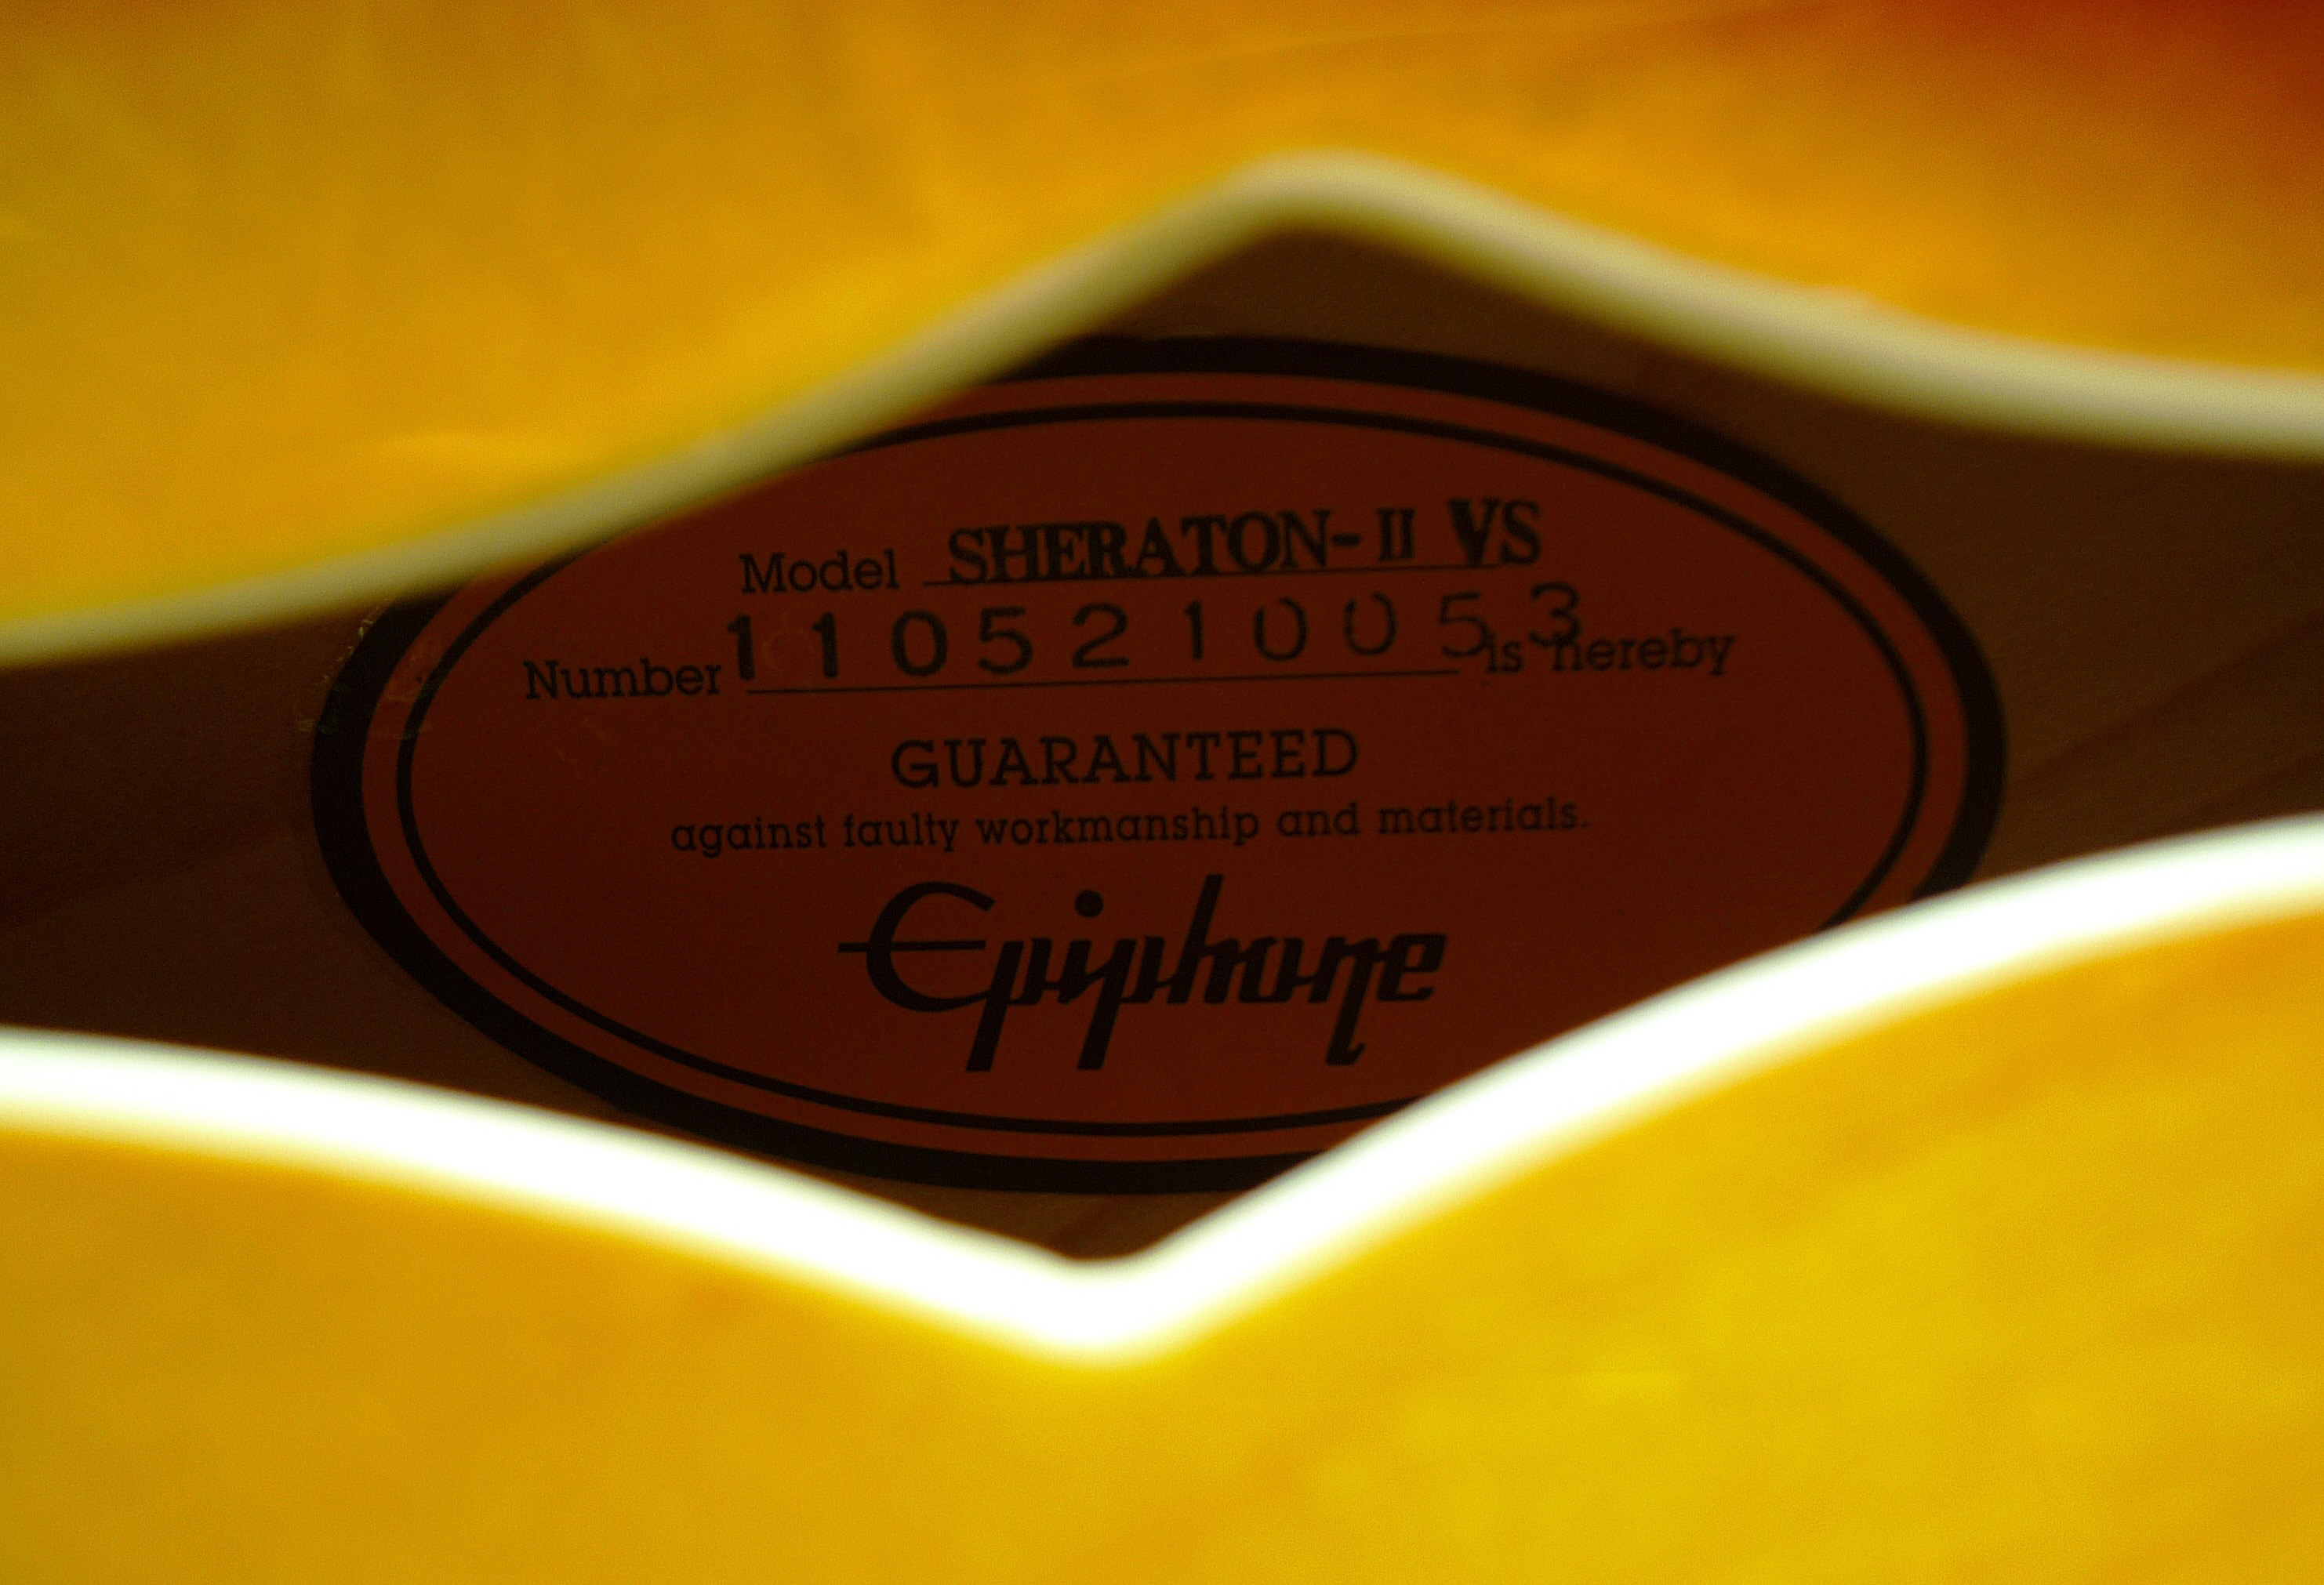 Model SHERATON-II VS
Number 1105210053 is hereby
GUARANTEED
against faulty workmanship and materials.
Epiphone